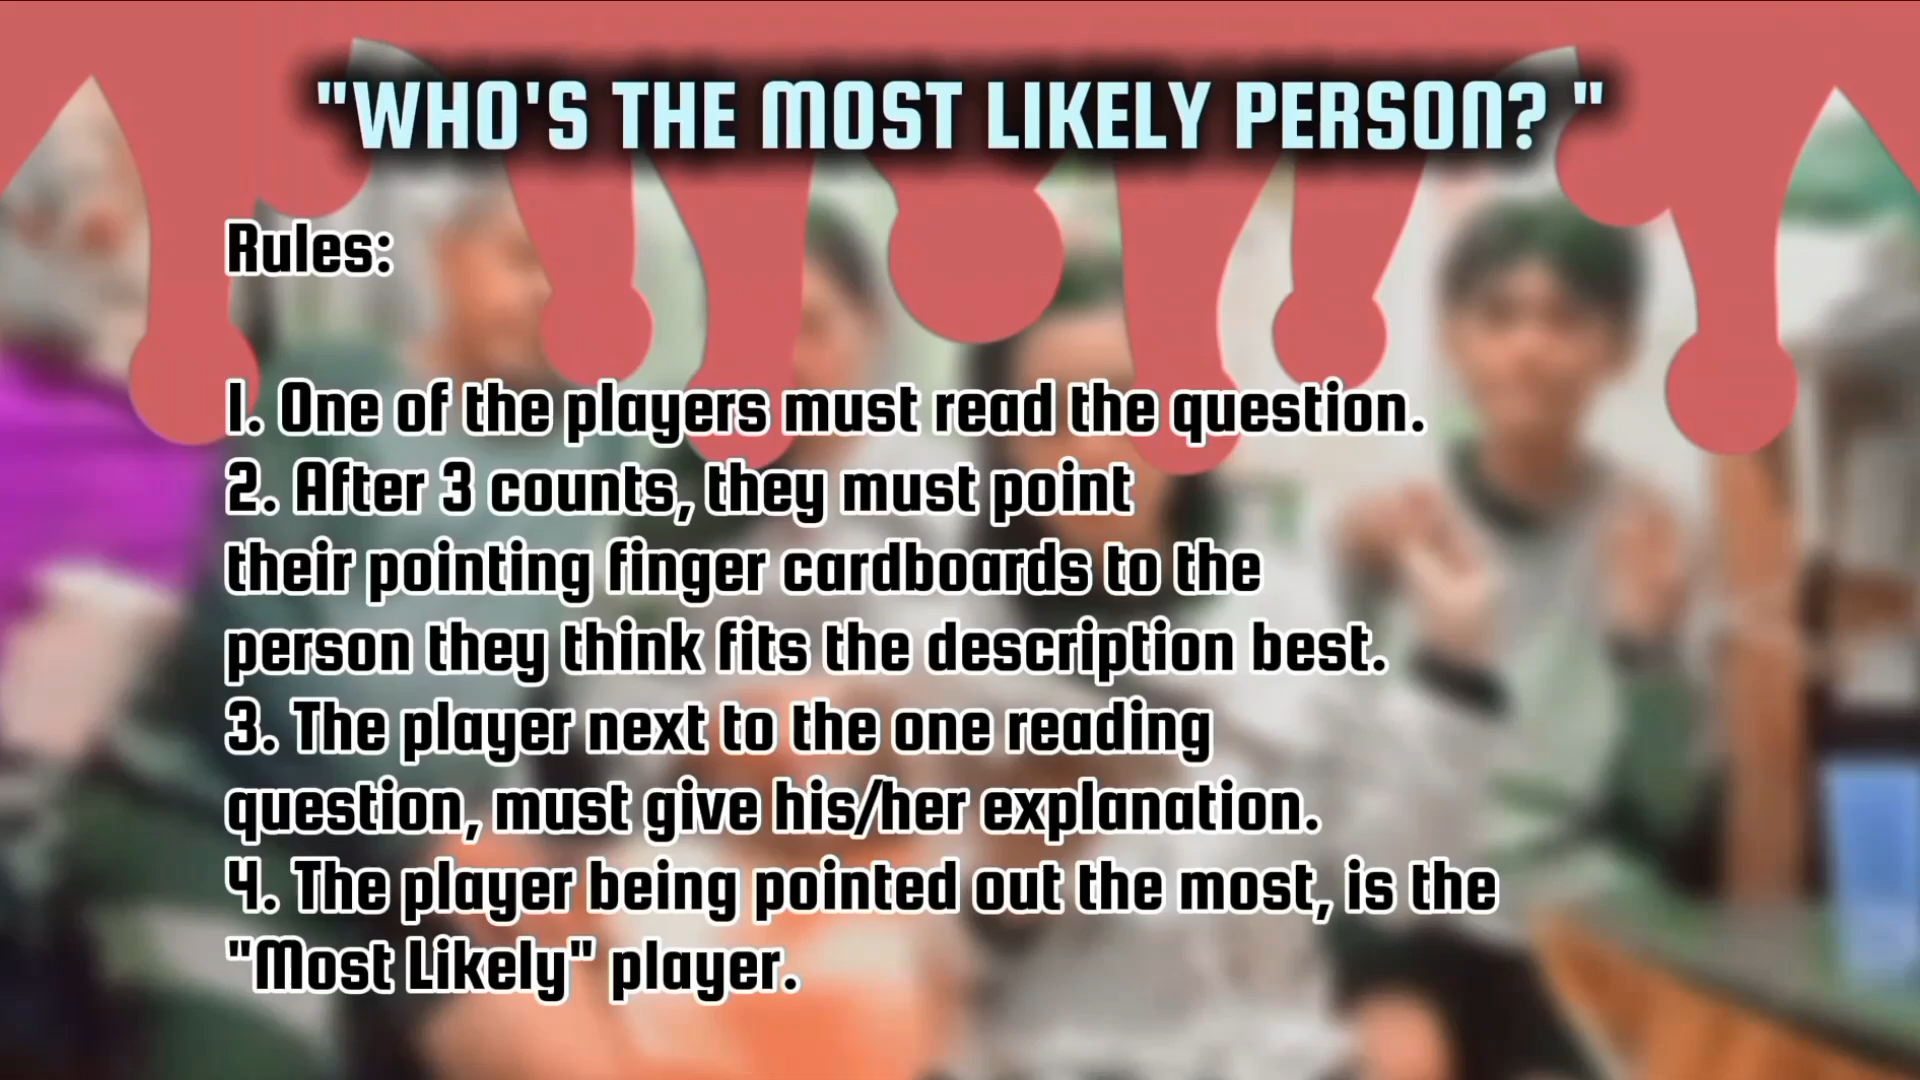 "WHO'S THE MOST LIKELY PERSON? "
Rules:
1. One of the players must read the question.
2. After 3 counts, they must point
their pointing finger cardboards to the
person they think fits the description best.
3. The player next to the one reading
question, must give his/her explanation.
4. The player being pointed out the most, is the
"Most Likely" player.